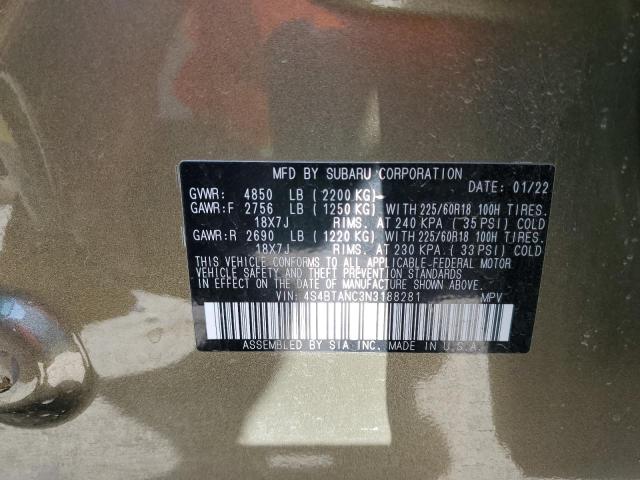 MFD BY SUBARU CORPORATION
DATE: 01/22
GVWR: 4850 LB (2200 KG)
GAWR:F 2756 LB (1250 KG) WITH 225/60R18 100H TIRES.
18X7J RIMS. AT 240 KPA (35 PSI) COLD
GAWR:R 2690 LB (1220 KG) WITH 225/60R18 100H TIRES.
18X7J RIMS. AT 230 KPA.(33 PSI) COLD
THIS VEHICLE CONFORMS TO ALL APPLICABLE-FEDERAL MOTOR
VEHICLE SAFETY AND THEFT PREVENTION STANDARDS
IN EFFECT ON THE DATE OF MANUFACTURE SHOWN ABOVE.
VIN: 4S4BTANC3N3188281 MPV
ASSEMBLED BY SIA INC. MADE IN U.S.A.